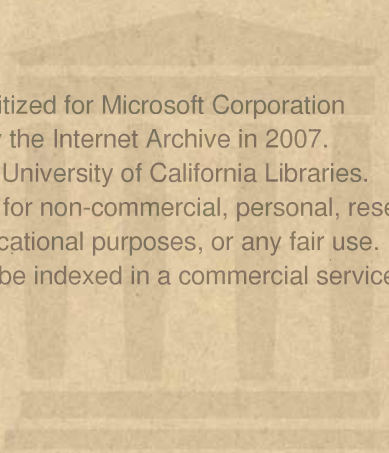 itized for Microsoft Corporation
the Internet Archive in 2007.
University of California Libraries.
for non-commercial, personal, rese
cational purposes, or any fair use.
be indexed in a commercial service